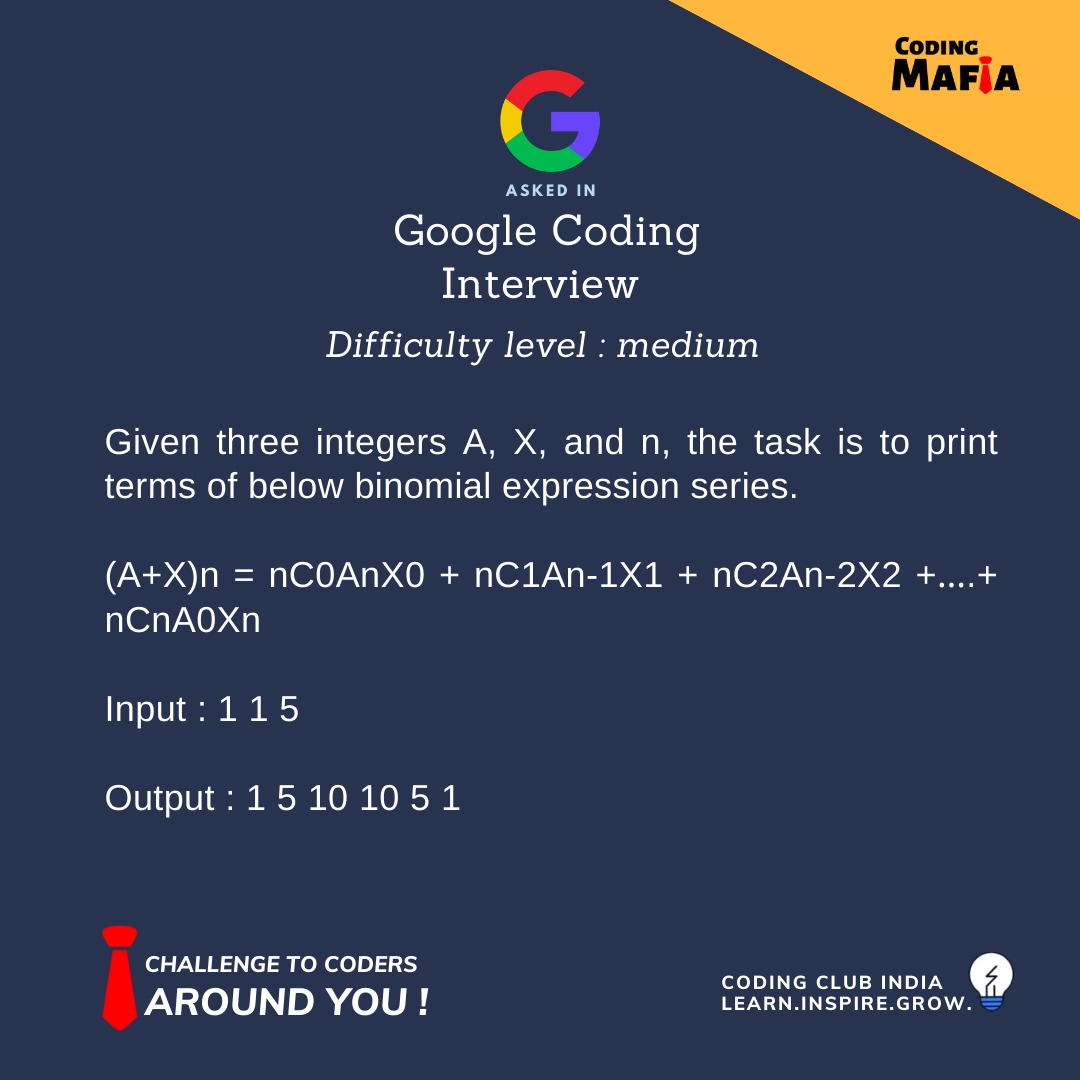 CODING
MAFIA
ASKED IN
Google Coding
Interview
Difficulty level : medium
Given three integers A, X, and n, the task is to print
terms of below binomial expression series.
(A+X)n = nC0AnX0 + nC1An-1X1 + nC2An-2X2 +....+
nCnA0Xn
Input : 1 1 5
Output : 1 5 10 10 5 1
CHALLENGE TO CODERS
AROUND YOU !
CODING CLUB INDIA
LEARN.INSPIRE.GROW.